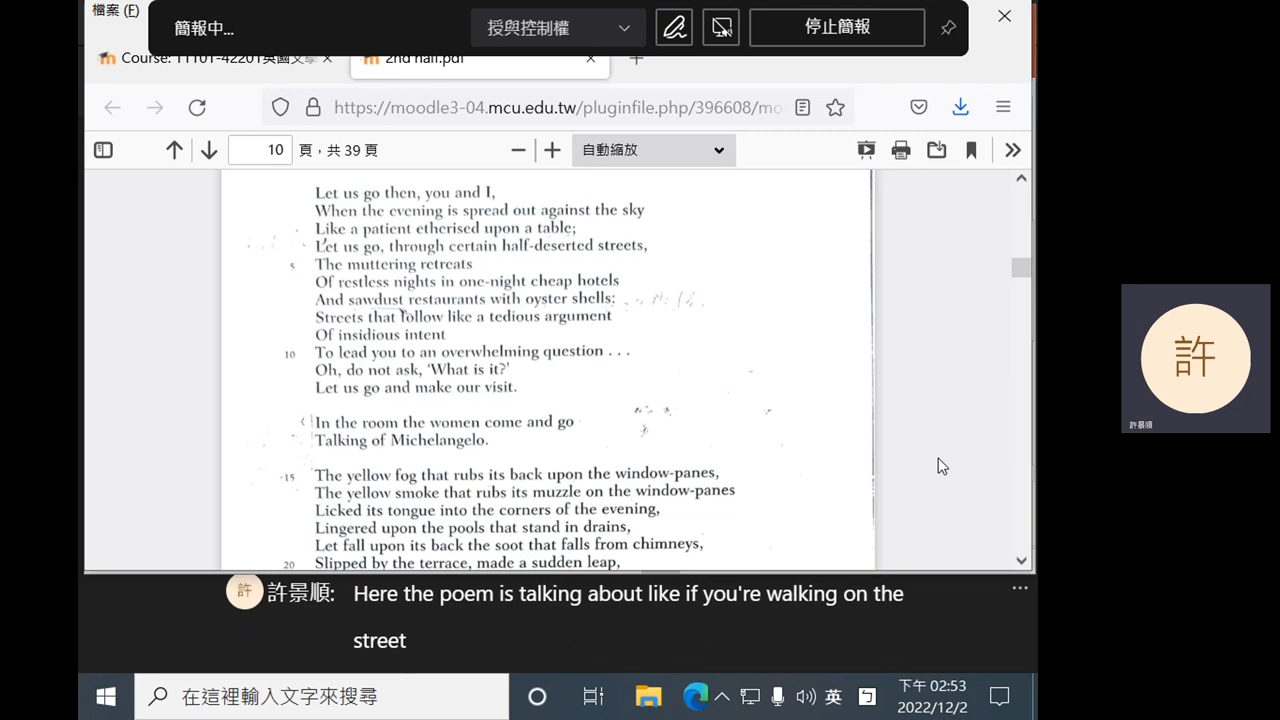 檔案 (F)
簡報中...
授與控制權
停止簡報
Course: 11101-42201英國文學
2nd half.pdf
https://moodle3-04.mcu.edu.tw/pluginfile.php/396608/mo
10 頁，共 39 頁
自動縮放
Let us go then, you and I,
When the evening is spread out against the sky
Like a patient etherised upon a table;
Let us go, through certain half-deserted streets,
5 The muttering retreats
Of restless nights in one-night cheap hotels
And sawdust restaurants with oyster shells:
Streets that follow like a tedious argument
Of insidious intent
10 To lead you to an overwhelming question . . .
Oh, do not ask, 'What is it?'
Let us go and make our visit.
In the room the women come and go
Talking of Michelangelo.
15 The yellow fog that rubs its back upon the window-panes,
The yellow smoke that rubs its muzzle on the window-panes
Licked its tongue into the corners of the evening,
Lingered upon the pools that stand in drains,
Let fall upon its back the soot that falls from chimneys,
20 Slipped by the terrace, made a sudden leap,
許
許景順
許 許景順: Here the poem is talking about like if you're walking on the
street
在這裡輸入文字來搜尋
英
下午 02:53
2022/12/2